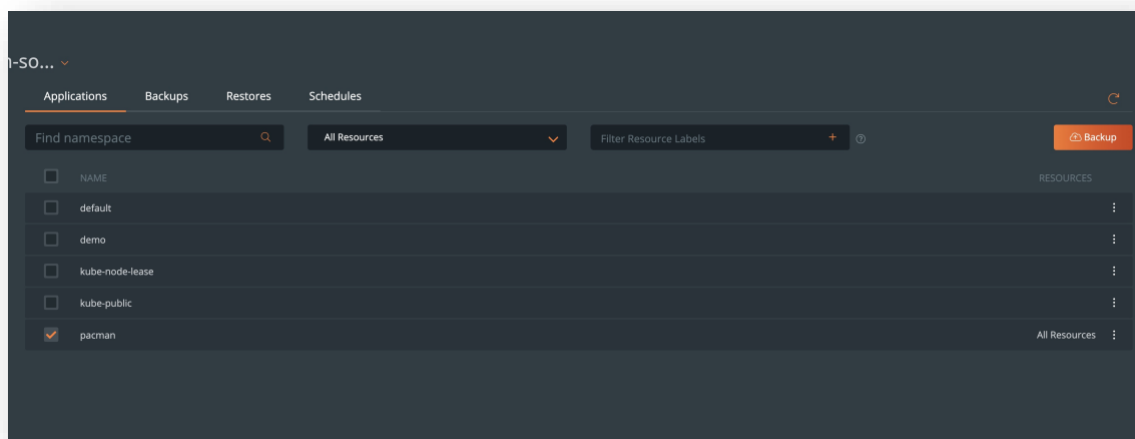 -so...
Applications Backups Restores Schedules
Find namespace All Resources Filter Resource Labels + Backup
NAME RESOURCES
default
demo
kube-node-lease
kube-public
pacman All Resources